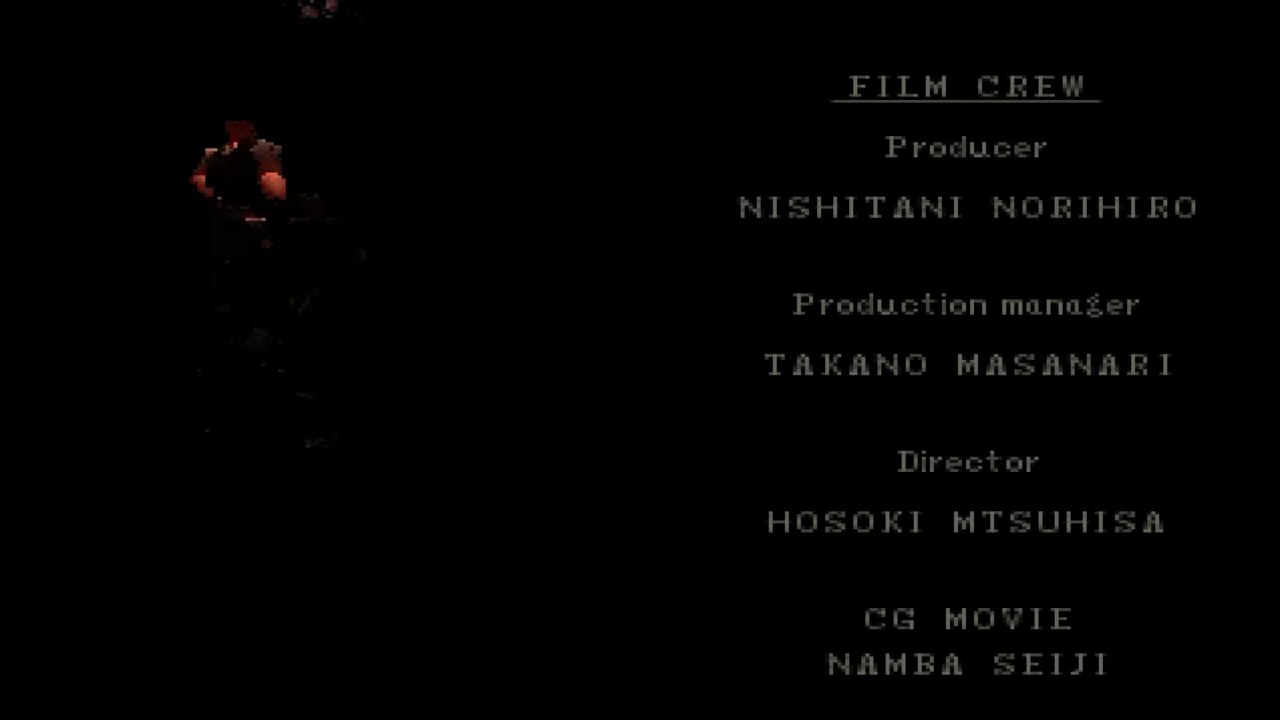 FILM CREW
Producer
NISHITANI NORIHIRO
Production manager
TAKANO MASANARI
Director
HOSOKI MTSUHISA
CG MOVIE
NAMBA SEIJI